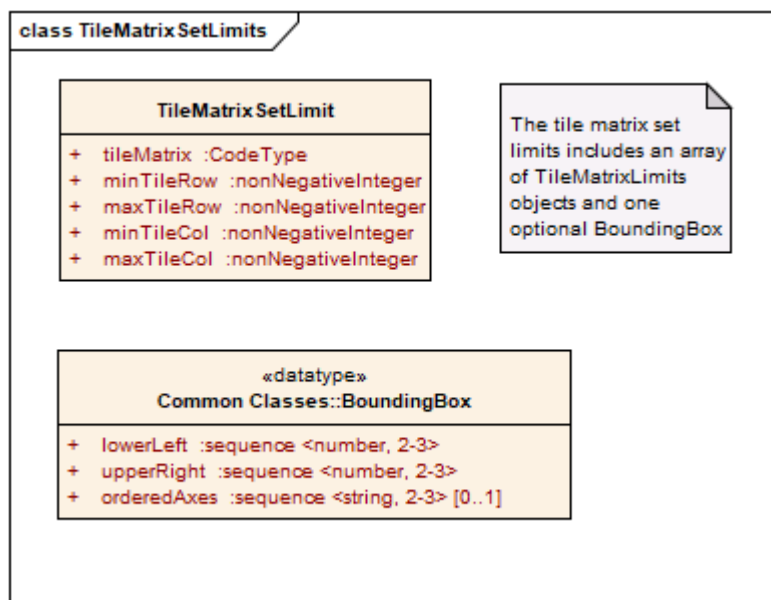 class TileMatrixSetLimits
TileMatrixSetLimit
+ tileMatrix :CodeType
+ minTileRow :nonNegativeInteger
+ maxTileRow :nonNegativeInteger
+ minTileCol :nonNegativeInteger
+ maxTileCol :nonNegativeInteger
The tile matrix set
limits includes an array
of TileMatrixLimits
objects and one
optional BoundingBox
«datatype»
Common Classes::BoundingBox
+ lowerLeft :sequence <number, 2-3>
+ upperRight :sequence <number, 2-3>
+ orderedAxes :sequence <string, 2-3> [0..1]